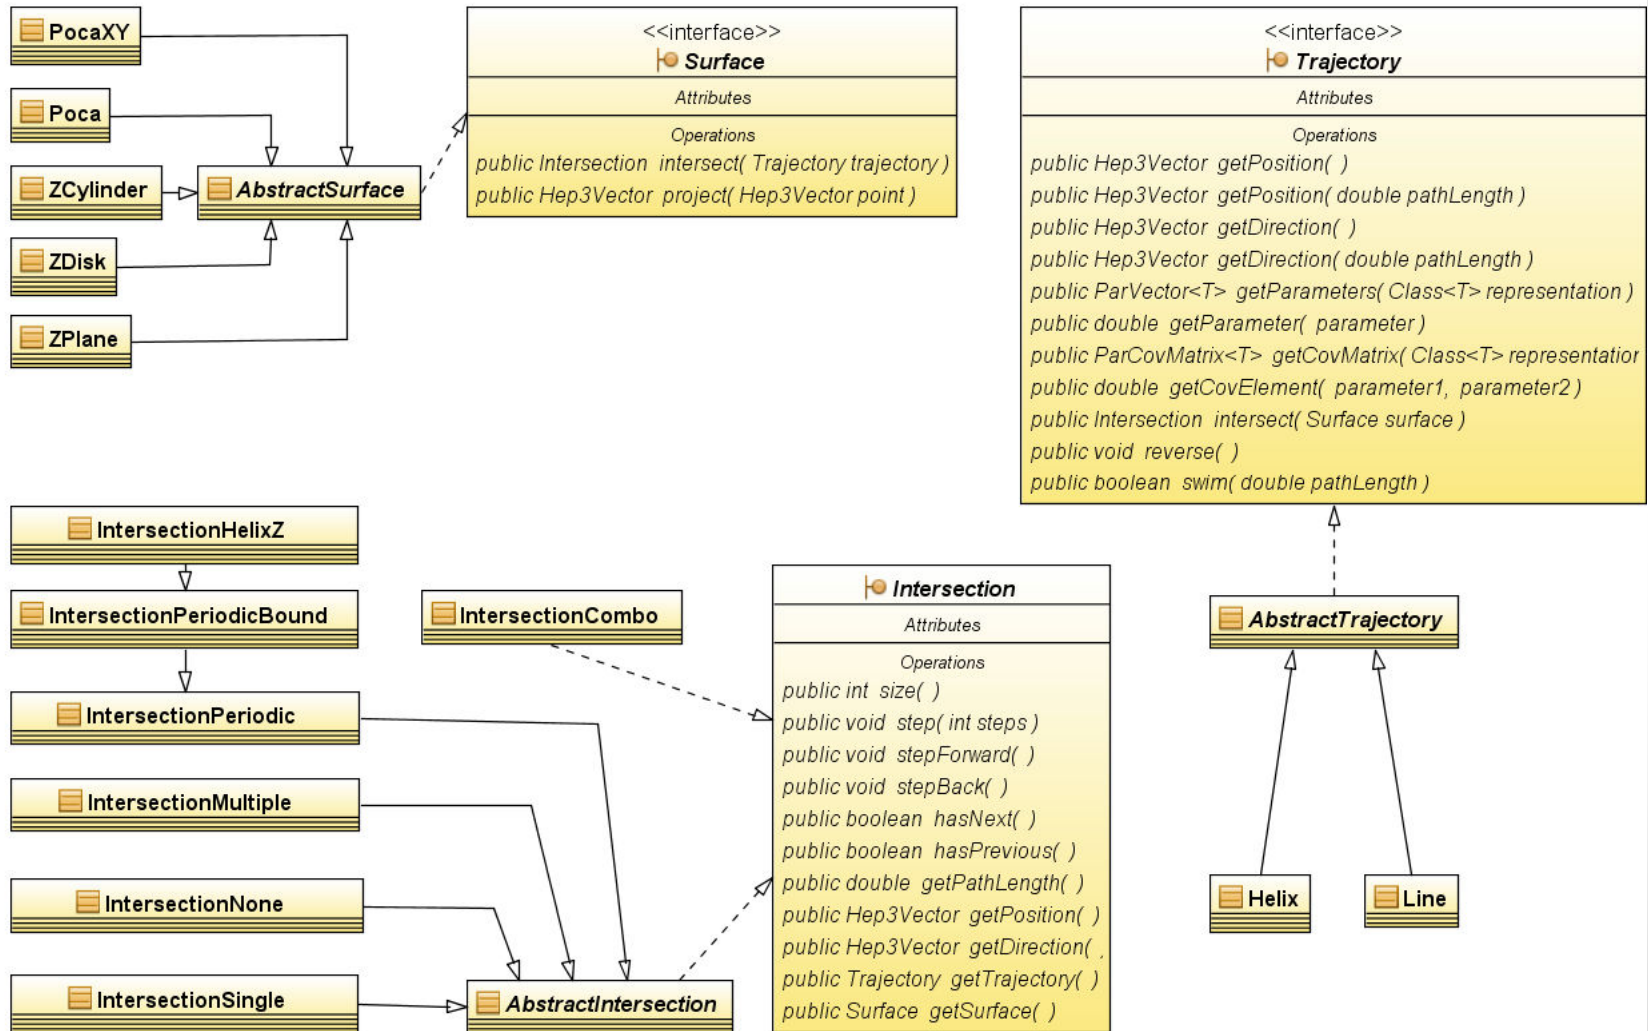 PocaXY
Poca
ZCylinder
ZDisk
ZPlane
AbstractSurface
<<interface>>
Surface
Attributes
Operations
public Intersection intersect( Trajectory trajectory )
public Hep3Vector project( Hep3Vector point )
<<interface>>
Trajectory
Attributes
Operations
public Hep3Vector getPosition( )
public Hep3Vector getPosition( double pathLength )
public Hep3Vector getDirection( )
public Hep3Vector getDirection( double pathLength )
public ParVector<T> getParameters( Class<T> representation )
public double getParameter( parameter )
public ParCovMatrix<T> getCovMatrix( Class<T> representation
public double getCovElement( parameter1, parameter2 )
public Intersection intersect( Surface surface )
public void reverse( )
public boolean swim( double pathLength )
IntersectionHelixZ
IntersectionPeriodicBound
IntersectionPeriodic
IntersectionMultiple
IntersectionNone
IntersectionSingle
IntersectionCombo
AbstractIntersection
Intersection
Attributes
Operations
public int size( )
public void step( int steps )
public void stepForward( )
public void stepBack( )
public boolean hasNext( )
public boolean hasPrevious( )
public double getPathLength( )
public Hep3Vector getPosition( )
public Hep3Vector getDirection(
public Trajectory getTrajectory( )
public Surface getSurface( )
AbstractTrajectory
Helix
Line